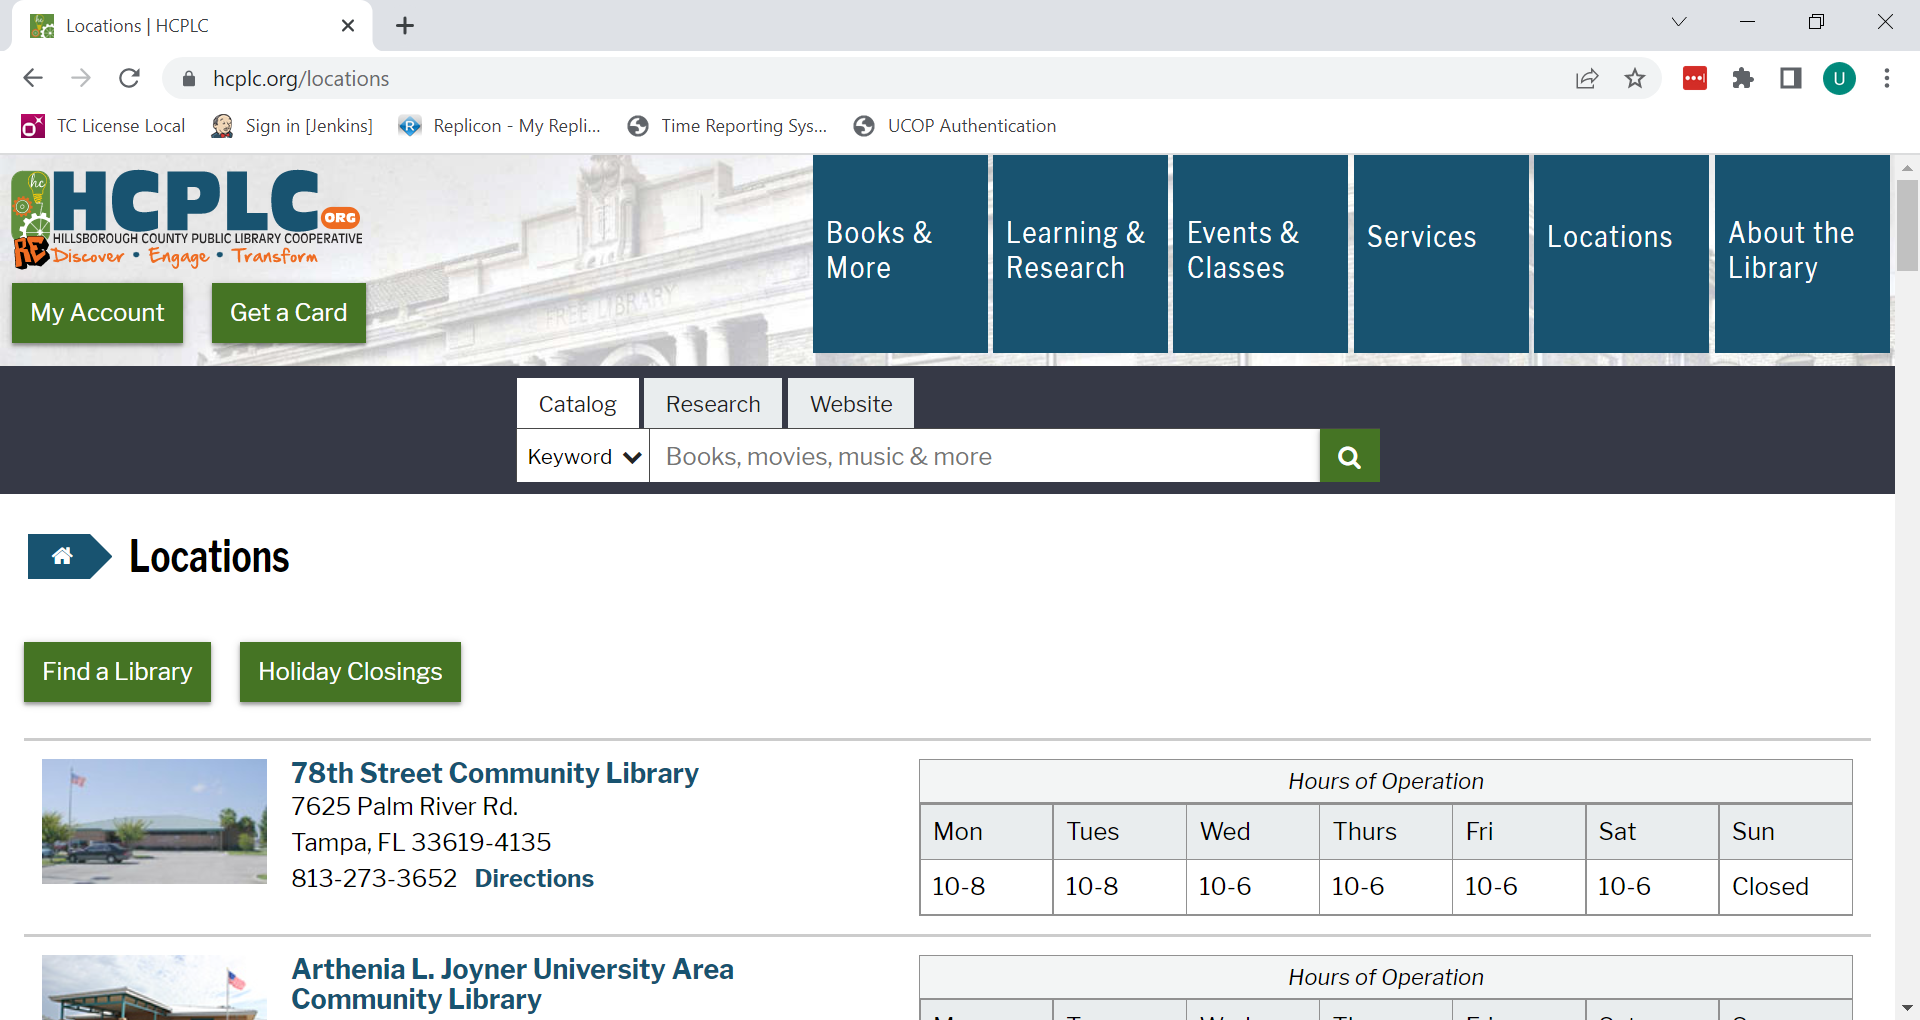 Locations | HCPLC
hcplc.org/locations
U
TC License Local
Sign in [Jenkins]
Replicon - My Repli...
Time Reporting Sys...
UCOP Authentication
hc
HCPLC ORG
HILLSBOROUGH COUNTY PUBLIC LIBRARY COOPERATIVE
RE Discover • Engage • Transform
FREE LIBRARY
My Account
Get a Card
Books &
More
Learning &
Research
Events &
Classes
Services
Locations
About the
Library
Catalog
Research
Website
Keyword
Books, movies, music & more
Locations
Find a Library
Holiday Closings
78th Street Community Library
7625 Palm River Rd.
Tampa, FL 33619-4135
813-273-3652 Directions
Hours of Operation
Mon Tues Wed Thurs Fri Sat Sun
10-8 10-8 10-6 10-6 10-6 10-6 Closed
Arthenia L. Joyner University Area
Community Library
Hours of Operation